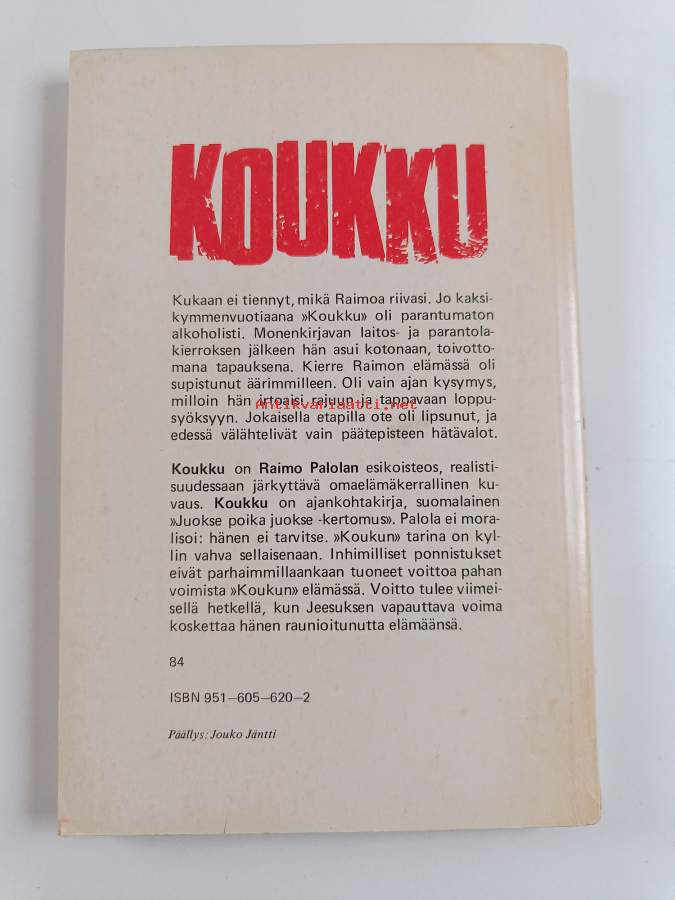 KOUKKU
Kukaan ei tiennyt, mikä Raimoa riivasi. Jo kaksi-
kymmenvuotiaana »Koukku» oli parantumaton
alkoholisti. Monenkirjavan laitos- ja parantola-
kierroksen jälkeen hän asui kotonaan, toivotto-
mana tapauksena. Kierre Raimon elämässä oli
supistunut äärimmilleen. Oli vain ajan kysymys,
milloin hän irtoaisi rajuun ja tappavaan loppu-
Antikvariaatti.net
syöksyyn. Jokaisella etapilla ote oli lipsunut, ja
edessä välähtelivät vain päätepisteen hätävalot.
Koukku on Raimo Palolan esikoisteos, realisti-
suudessaan järkyttävä omaelämäkerrallinen ku-
vaus. Koukku on ajankohtakirja, suomalainen
»Juokse poika juokse -kertomus». Palola ei mora-
lisoi: hänen ei tarvitse. »Koukun» tarina on kyl-
lin vahva sellaisenaan. Inhimilliset ponnistukset
eivät parhaimmillaankaan tuoneet voittoa pahan
voimista »Koukun» elämässä. Voitto tulee viimei-
sellä hetkellä, kun Jeesuksen vapauttava voima
koskettaa hänen raunioitunutta elämäänsä.
84
ISBN 951—605—620—2
Päällys: Jouko Jäntti